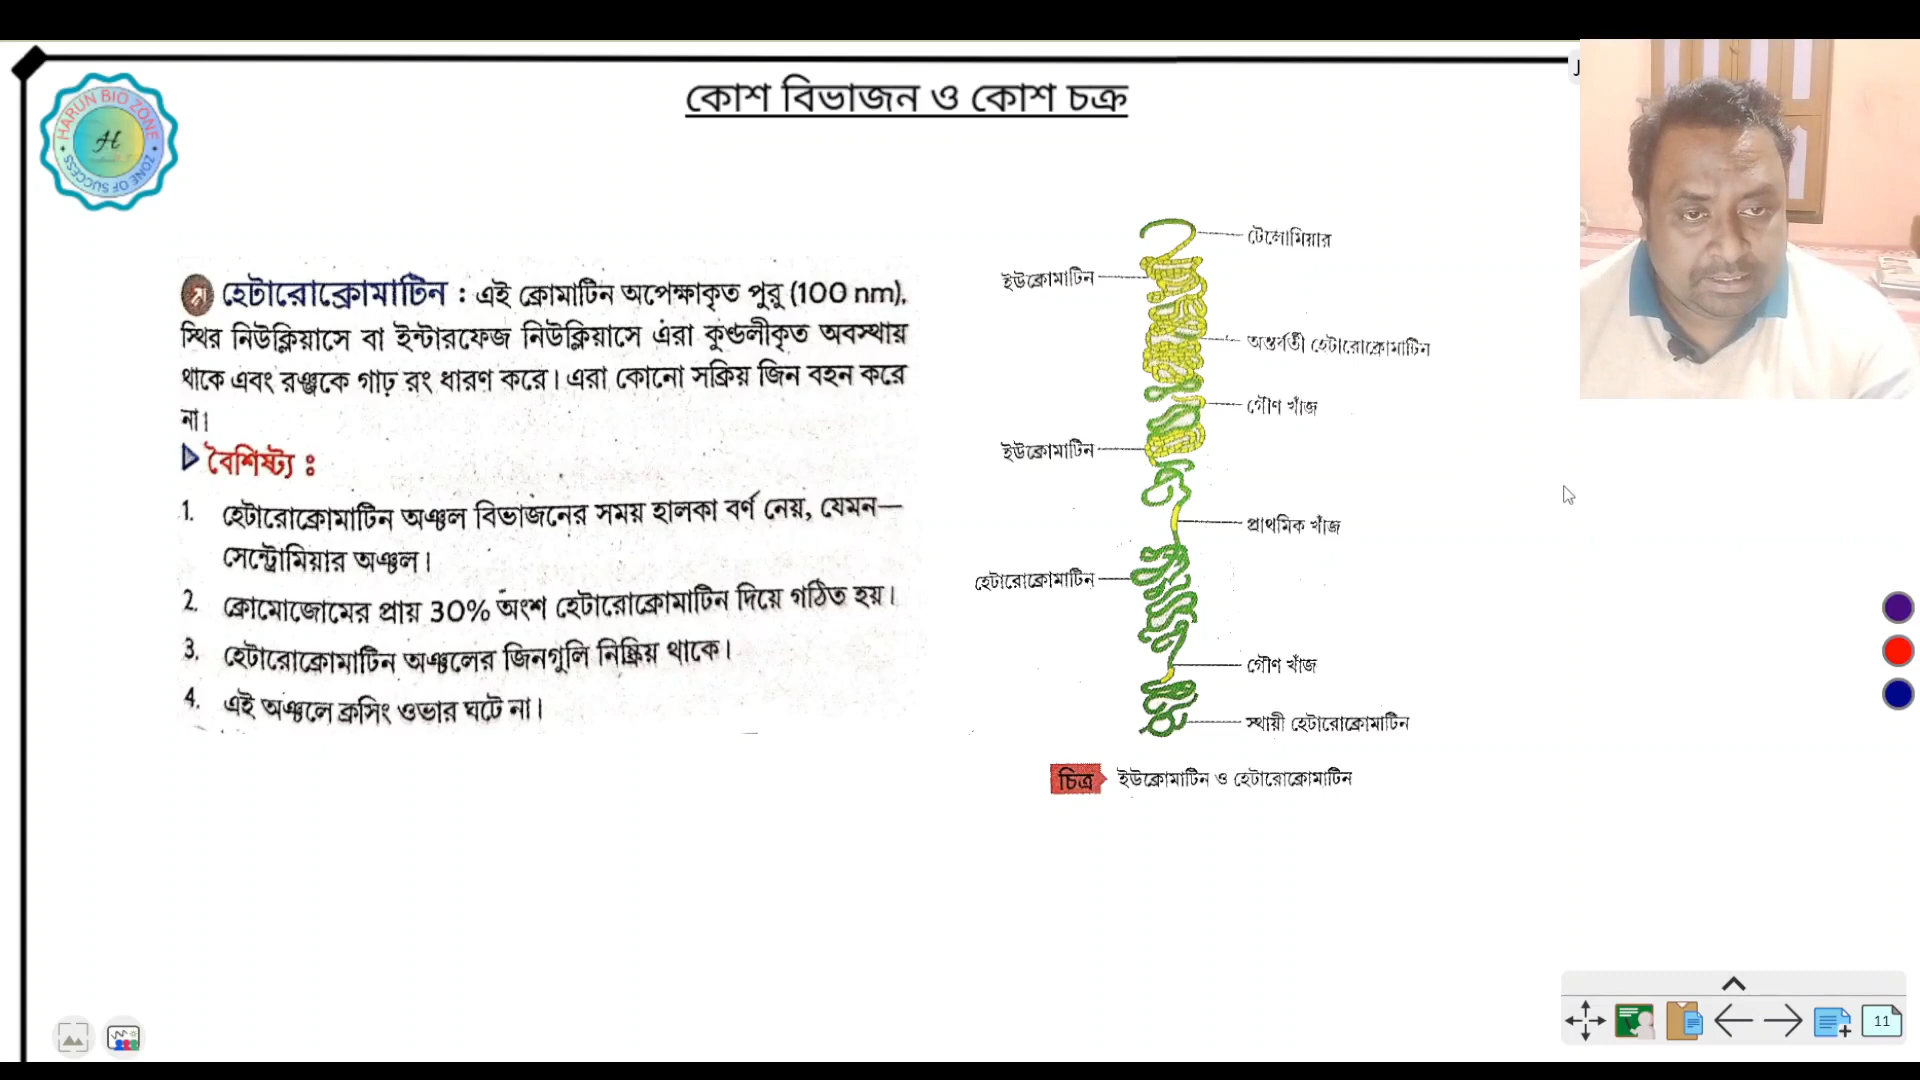 কোশ বিভাজন ও কোশ চক্র
HARUN BIO ZONE
H
ZONE OF SUCCESS
হেটারোক্রোমাটিন : এই ক্রোমাটিন অপেক্ষাকৃত পুরু (100 nm),
স্থির নিউক্লিয়াসে বা ইন্টারফেজ নিউক্লিয়াসে এরা কুণ্ডলীকৃত অবস্থায়
থাকে এবং রঞ্জকে গাঢ় রং ধারণ করে। এরা কোনো সক্রিয় জিন বহন করে
না।
বৈশিষ্ট্য :
1. হেটারোক্রোমাটিন অঞ্চল বিভাজনের সময় হালকা বর্ণ নেয়, যেমন—
সেন্ট্রোমিয়ার অঞ্চল।
2. ক্রোমোজোমের প্রায় 30% অংশ হেটারোক্রোমাটিন দিয়ে গঠিত হয়।
3. হেটারোক্রোমাটিন অঞ্চলের জিনগুলি নিষ্ক্রিয় থাকে।
4. এই অঞ্চলে ক্রসিং ওভার ঘটে না।
টেলোমিয়ার
ইউক্রোমাটিন
অন্তর্বর্তী হেটারোক্রোমাটিন
গৌণ খাঁজ
ইউক্রোমাটিন
প্রাথমিক খাঁজ
হেটারোক্রোমাটিন
গৌণ খাঁজ
স্থায়ী হেটারোক্রোমাটিন
চিত্র ইউক্রোমাটিন ও হেটারোক্রোমাটিন
11